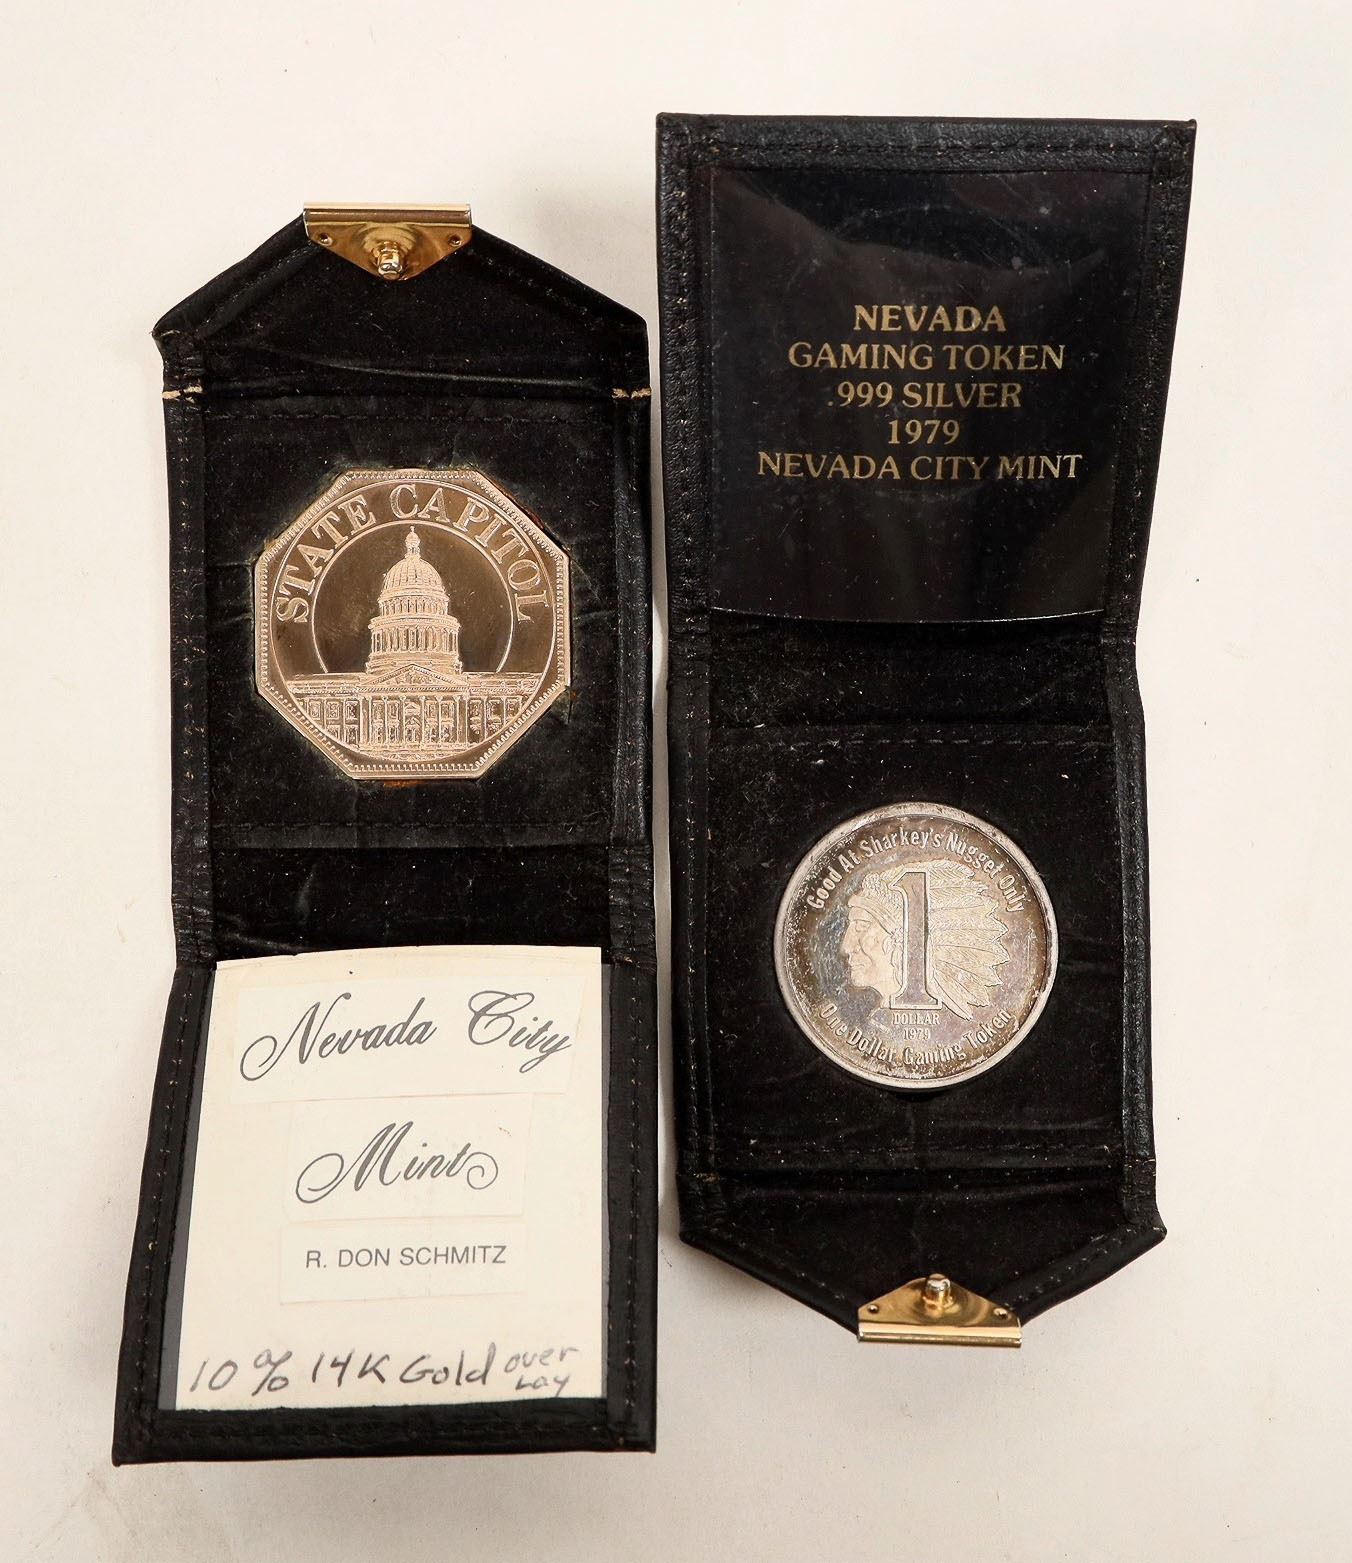 STATE CAPITOL
Nevada City
Mint
R. DON SCHMITZ
10% 14K Gold over
Lay
NEVADA
GAMING TOKEN
.999 SILVER
1979
NEVADA CITY MINT
Good At Sharkey's Nugget Only
1
DOLLAR
1979
One Dollar Gaming Token